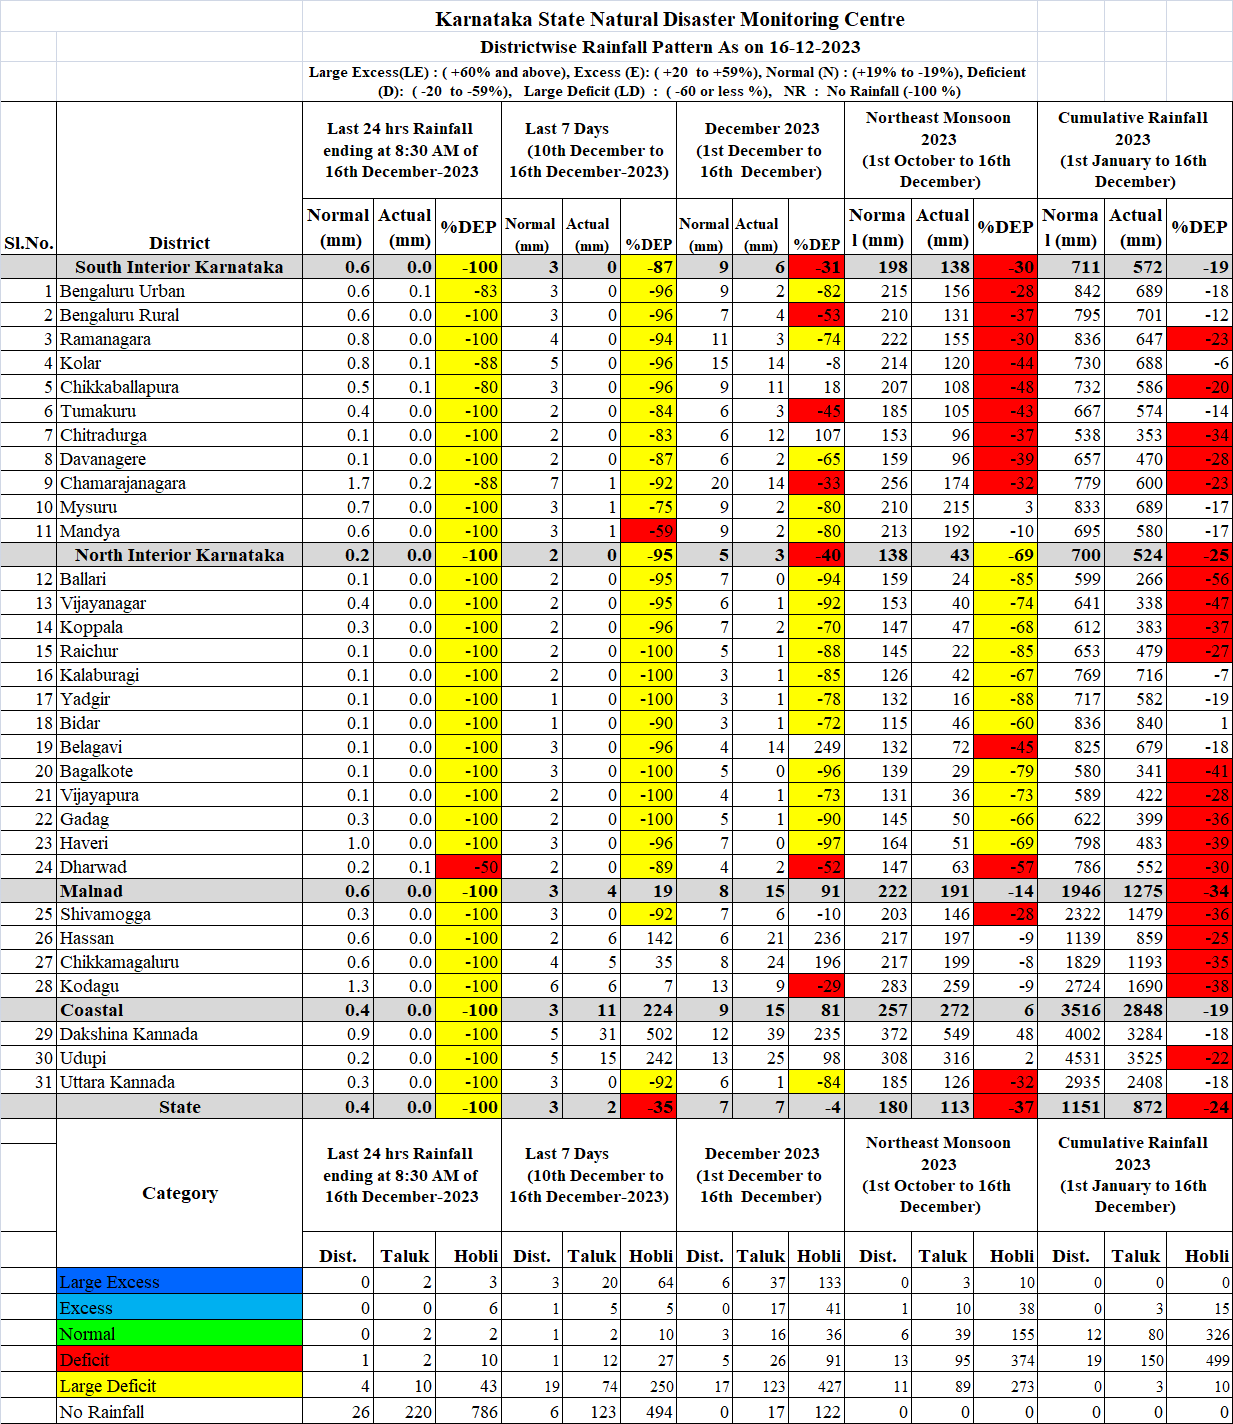 Karnataka State Natural Disaster Monitoring Centre
Districtwise Rainfall Pattern As on 16-12-2023
Large Excess(LE) : ( +60% and above), Excess (E): ( +20 to +59%), Normal (N) : (+19% to -19%), Deficient
(D): ( -20 to -59%), Large Deficit (LD) : ( -60 or less %), NR : No Rainfall (-100 %)
Last 24 hrs Rainfall ending at 8:30 AM of 16th December-2023 Last 7 Days (10th December to 16th December-2023) December 2023 (1st December to 16th December) Northeast Monsoon 2023 (1st October to 16th December) Cumulative Rainfall 2023 (1st January to 16th December)
Sl.No. District Normal (mm) Actual (mm) %DEP Normal (mm) Actual (mm) %DEP Normal (mm) Actual (mm) %DEP Norma l (mm) Actual (mm) %DEP Norma l (mm) Actual (mm) %DEP
South Interior Karnataka 0.6 0.0 -100 3 0 -87 9 6 -31 198 138 -30 711 572 -19
1 Bengaluru Urban 0.6 0.1 -83 3 0 -96 9 2 -82 215 156 -28 842 689 -18
2 Bengaluru Rural 0.6 0.0 -100 3 0 -96 7 4 -53 210 131 -37 795 701 -12
3 Ramanagara 0.8 0.0 -100 4 0 -94 11 3 -74 222 155 -30 836 647 -23
4 Kolar 0.8 0.1 -88 5 0 -96 15 14 -8 214 120 -44 730 688 -6
5 Chikkaballapura 0.5 0.1 -80 3 0 -96 9 11 18 207 108 -48 732 586 -20
6 Tumakuru 0.4 0.0 -100 2 0 -84 6 3 -45 185 105 -43 667 574 -14
7 Chitradurga 0.1 0.0 -100 2 0 -83 6 12 107 153 96 -37 538 353 -34
8 Davanagere 0.1 0.0 -100 2 0 -87 6 2 -65 159 96 -39 657 470 -28
9 Chamarajanagara 1.7 0.2 -88 7 1 -92 20 14 -33 256 174 -32 779 600 -23
10 Mysuru 0.7 0.0 -100 3 1 -75 9 2 -80 210 215 3 833 689 -17
11 Mandya 0.6 0.0 -100 3 1 -59 9 2 -80 213 192 -10 695 580 -17
North Interior Karnataka 0.2 0.0 -100 2 0 -95 5 3 -40 138 43 -69 700 524 -25
12 Ballari 0.1 0.0 -100 2 0 -95 7 0 -94 159 24 -85 599 266 -56
13 Vijayanagar 0.4 0.0 -100 2 0 -95 6 1 -92 153 40 -74 641 338 -47
14 Koppala 0.3 0.0 -100 2 0 -96 7 2 -70 147 47 -68 612 383 -37
15 Raichur 0.1 0.0 -100 2 0 -100 5 1 -88 145 22 -85 653 479 -27
16 Kalaburagi 0.1 0.0 -100 2 0 -100 3 1 -85 126 42 -67 769 716 -7
17 Yadgir 0.1 0.0 -100 1 0 -100 3 1 -78 132 16 -88 717 582 -19
18 Bidar 0.1 0.0 -100 1 0 -90 3 1 -72 115 46 -60 836 840 1
19 Belagavi 0.1 0.0 -100 3 0 -96 4 14 249 132 72 -45 825 679 -18
20 Bagalkote 0.1 0.0 -100 3 0 -100 5 0 -96 139 29 -79 580 341 -41
21 Vijayapura 0.1 0.0 -100 2 0 -100 4 1 -73 131 36 -73 589 422 -28
22 Gadag 0.3 0.0 -100 2 0 -100 5 1 -90 145 50 -66 622 399 -36
23 Haveri 1.0 0.0 -100 3 0 -96 7 0 -97 164 51 -69 798 483 -39
24 Dharwad 0.2 0.1 -50 2 0 -89 4 2 -52 147 63 -57 786 552 -30
Malnad 0.6 0.0 -100 3 4 19 8 15 91 222 191 -14 1946 1275 -34
25 Shivamogga 0.3 0.0 -100 3 0 -92 7 6 -10 203 146 -28 2322 1479 -36
26 Hassan 0.6 0.0 -100 2 6 142 6 21 236 217 197 -9 1139 859 -25
27 Chikkamagaluru 0.6 0.0 -100 4 5 35 8 24 196 217 199 -8 1829 1193 -35
28 Kodagu 1.3 0.0 -100 6 6 7 13 9 -29 283 259 -9 2724 1690 -38
Coastal 0.4 0.0 -100 3 11 224 9 15 81 257 272 6 3516 2848 -19
29 Dakshina Kannada 0.9 0.0 -100 5 31 502 12 39 235 372 549 48 4002 3284 -18
30 Udupi 0.2 0.0 -100 5 15 242 13 25 98 308 316 2 4531 3525 -22
31 Uttara Kannada 0.3 0.0 -100 3 0 -92 6 1 -84 185 126 -32 2935 2408 -18
State 0.4 0.0 -100 3 2 -35 7 7 -4 180 113 -37 1151 872 -24
Category Last 24 hrs Rainfall ending at 8:30 AM of 16th December-2023 Last 7 Days (10th December to 16th December-2023) December 2023 (1st December to 16th December) Northeast Monsoon 2023 (1st October to 16th December) Cumulative Rainfall 2023 (1st January to 16th December)
Dist. Taluk Hobli Dist. Taluk Hobli Dist. Taluk Hobli Dist. Taluk Hobli Dist. Taluk Hobli
Large Excess 0 2 3 3 20 64 6 37 133 0 3 10 0 0 0
Excess 0 0 6 1 5 5 0 17 41 1 10 38 0 3 15
Normal 0 2 2 1 2 10 3 16 36 6 39 155 12 80 326
Deficit 1 2 10 1 12 27 5 26 91 13 95 374 19 150 499
Large Deficit 4 10 43 19 74 250 17 123 427 11 89 273 0 3 10
No Rainfall 26 220 786 6 123 494 0 17 122 0 0 0 0 0 0